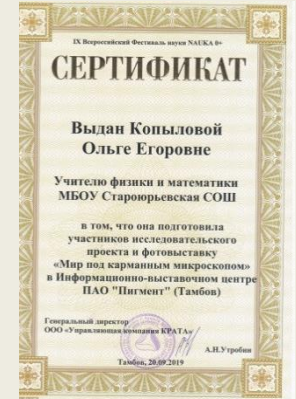 IX Всероссийский Фестиваль науки NAUKA 0+
СЕРТИФИКАТ
Выдан Копыловой
Ольге Егоровне
Учителю физики и математики
МБОУ Староюрьевская СОШ
в том, что она подготовила
участников исследовательского
проекта и фотовыставку
«Мир под карманным микроскопом»
в Информационно-выставочном центре
ПАО "Пигмент" (Тамбов)
Генеральный директор
ООО «Управляющая компания КРАТА»
А.Н.Утробин
Тамбов, 20.09.2019